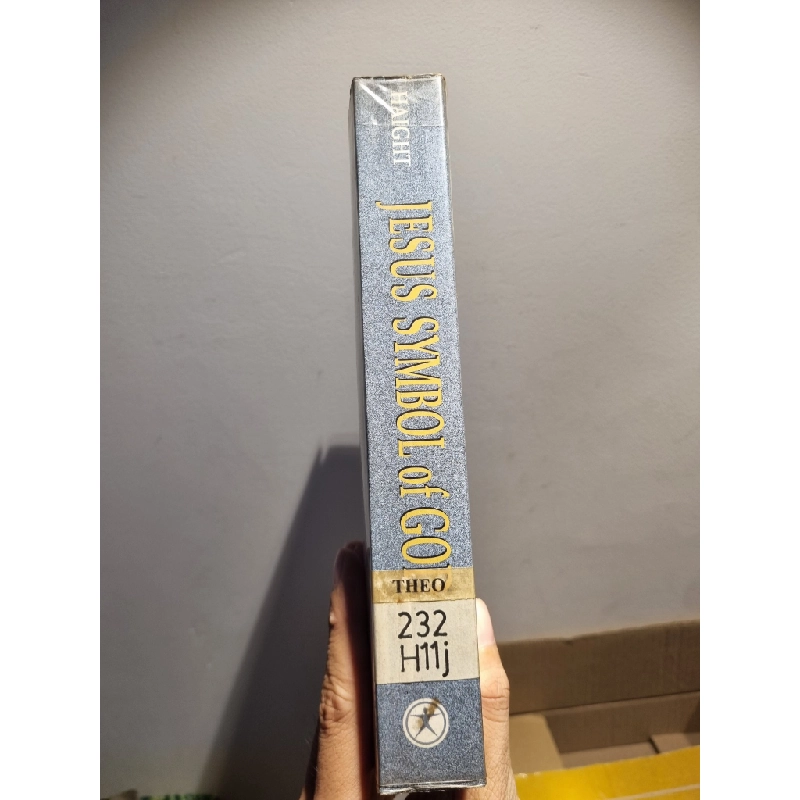 HAIGHT
JESUS SYMBOL of GO
THEO
232
H11j